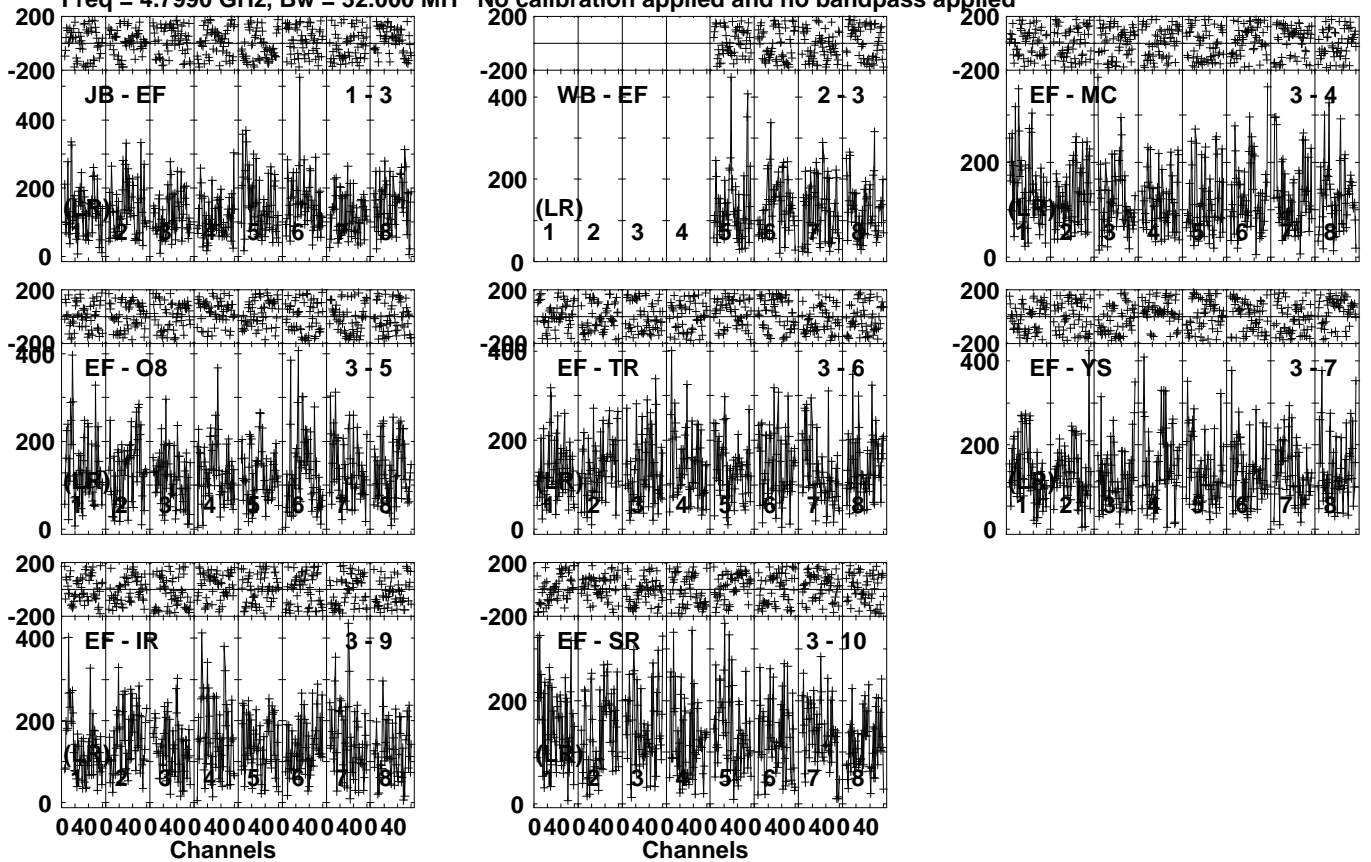 Freq = 4.7990 GHz, Bw = 32.000 MH No calibration applied and no bandpass applied
200 200 200
-200 -200 -200
JB - EF 1 - 3 WB - EF 2 - 3 EF - MC 3 - 4
400 400 400
200 200 200
(LR) (LR) (LR)
1 2 3 4 5 6 7 8 1 2 3 4 5 6 7 8 1 2 3 4 5 6 7 8
0 0 0
200 200 200
-200 -200 -200
400 400 400
EF - O8 3 - 5 EF - TR 3 - 6 EF - YS 3 - 7
200 200 200
(LR) (LR) (LR)
1 2 3 4 5 6 7 8 1 2 3 4 5 6 7 8 1 2 3 4 5 6 7 8
0 0 0
200 200
-200 -200
EF - IR 3 - 9 EF - SR 3 - 10
400
200 200
(LR) (LR)
1 2 3 4 5 6 7 8 1 2 3 4 5 6 7 8
0 0
0 40 0 40 0 40 0 40 0 40 0 40 0 40 0 40 0 40 0 40 0 40 0 40 0 40 0 40 0 40 0 40
Channels Channels